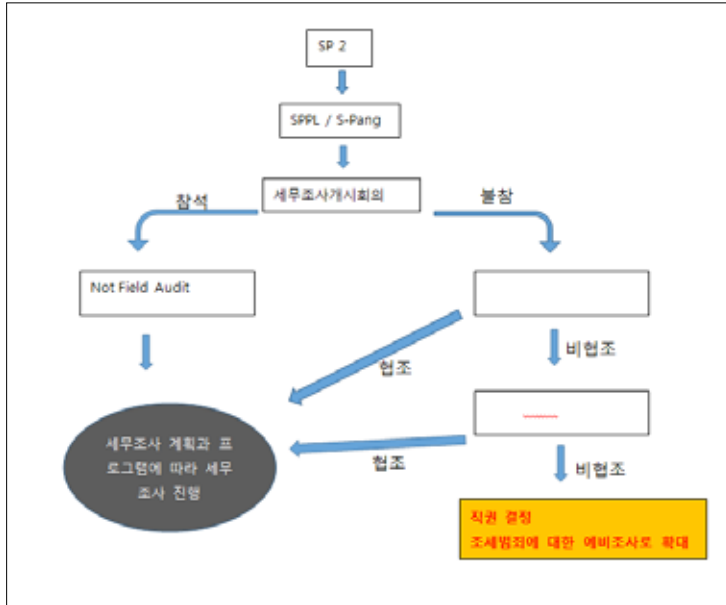 SP 2
SPPL / S-Pang
세무조사개시회의
참석
불참
Not Field Audit
협조
비협조
세무조사 계획과 프
로그램에 따라 세무
조사 진행
협조
비협조
직권 결정
조세범죄에 대한 예비조사로 확대